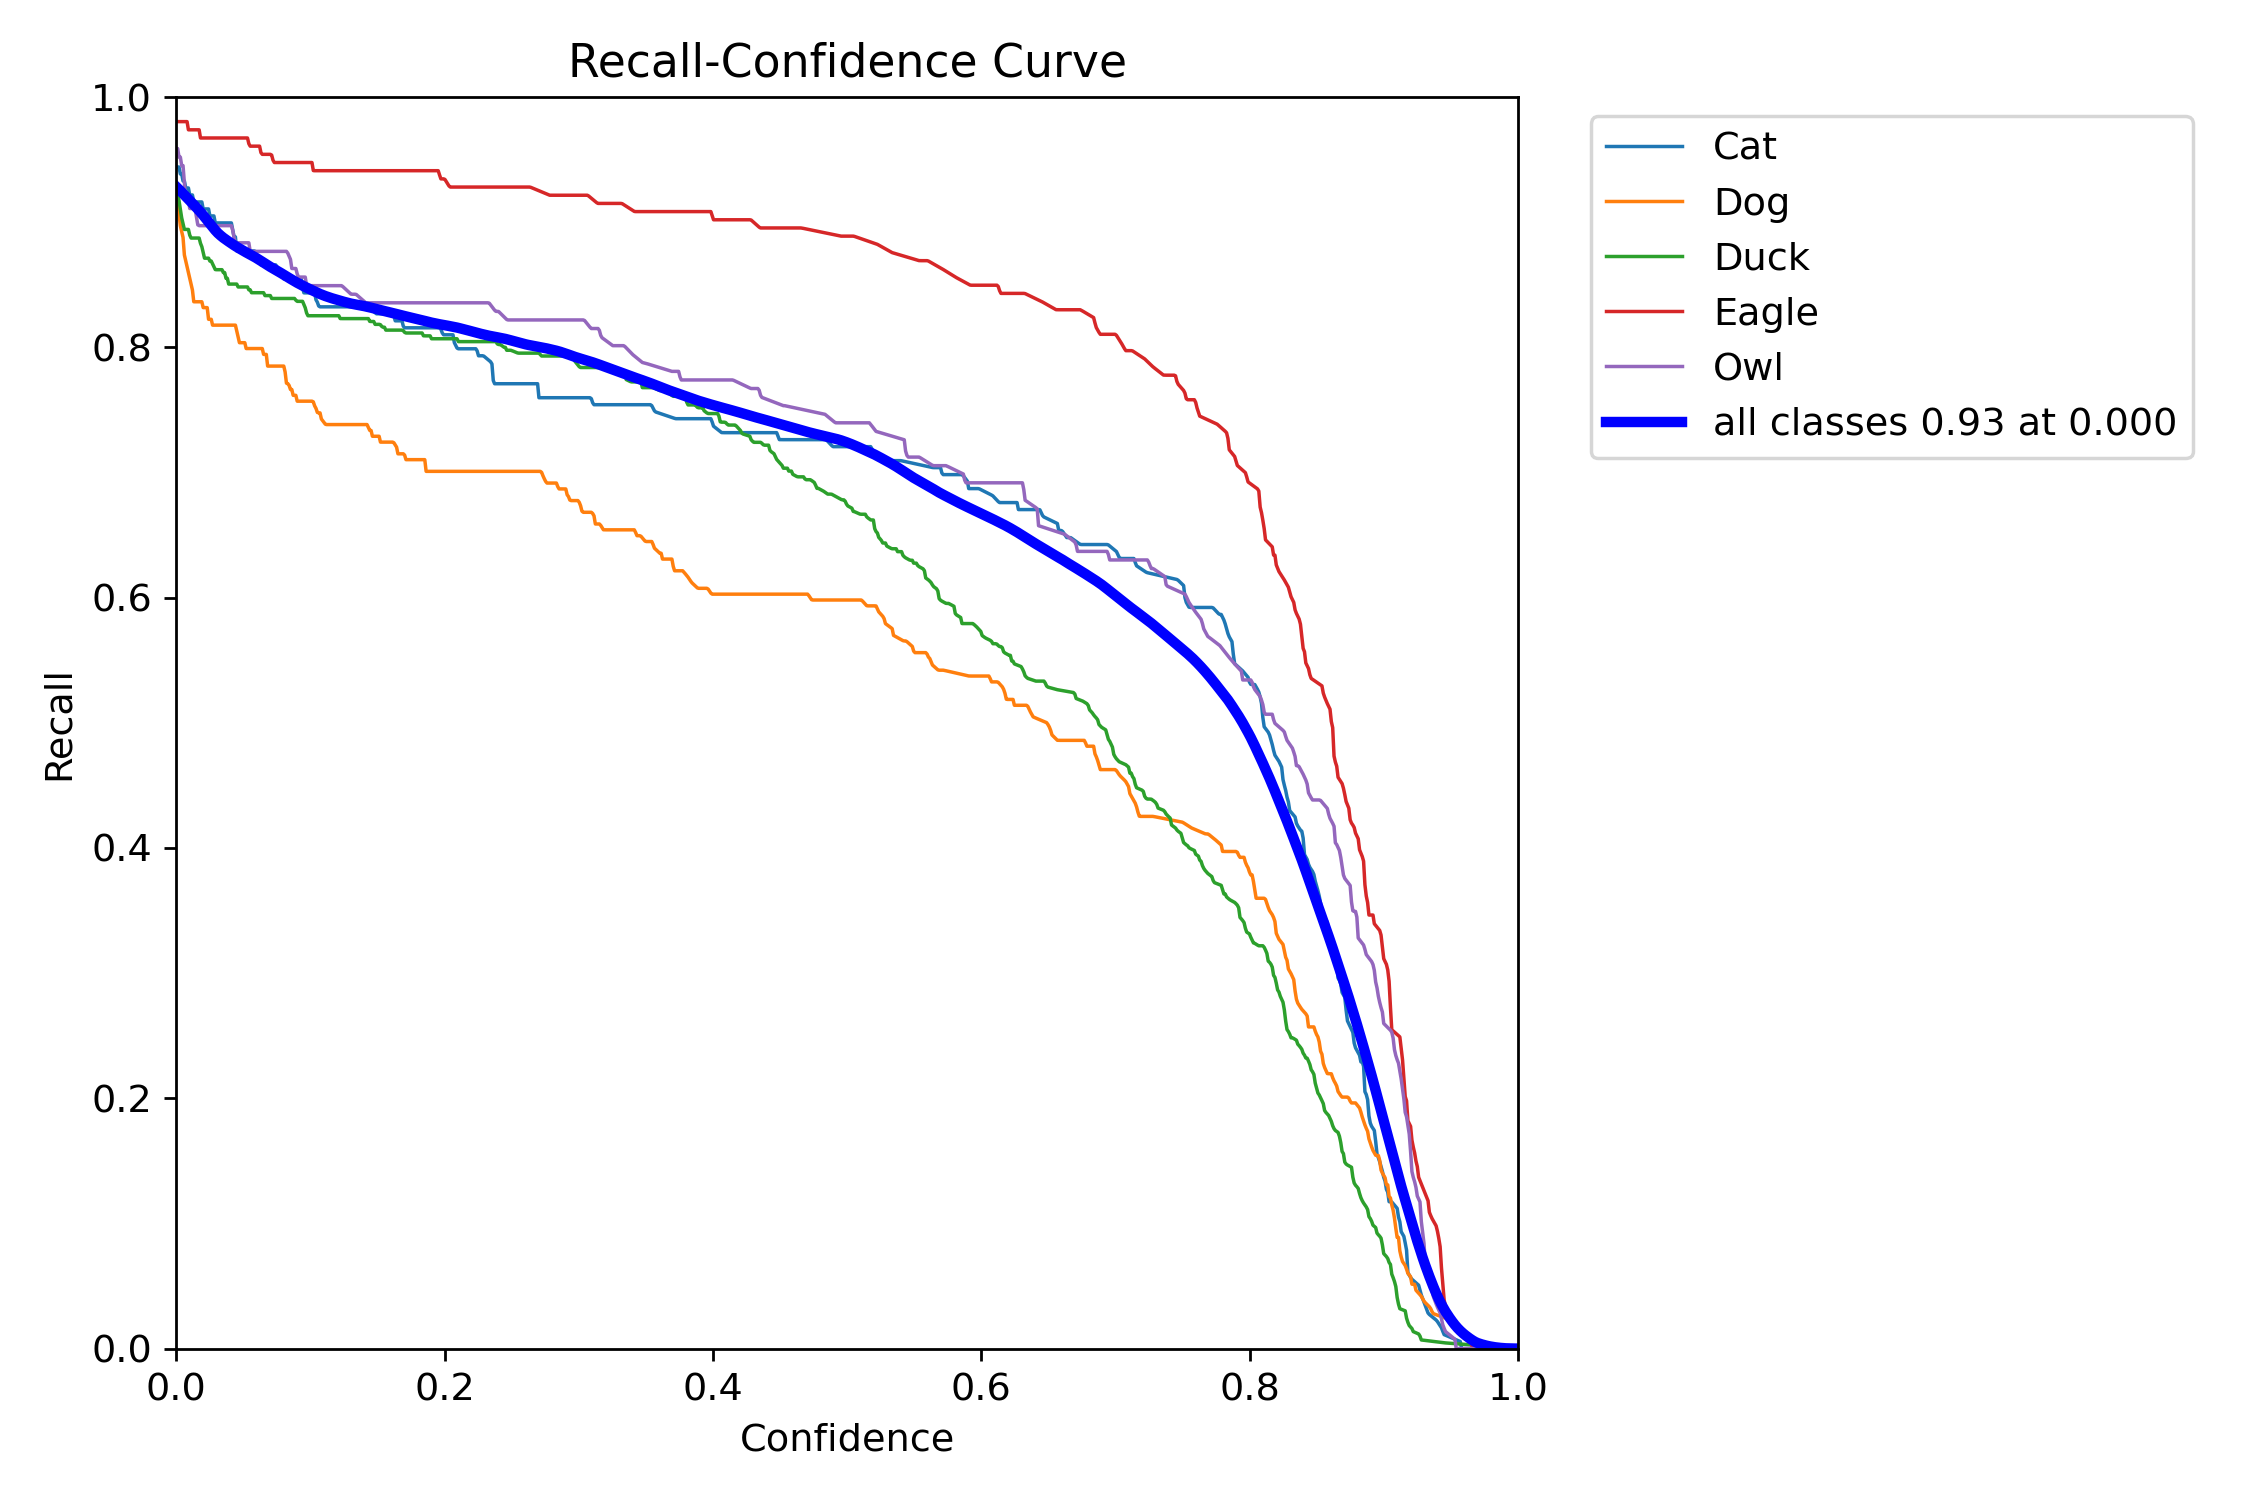 Recall-Confidence Curve
1.0
0.8
0.6
0.4
0.2
0.0
Recall
0.0 0.2 0.4 0.6 0.8 1.0
Confidence
Cat
Dog
Duck
Eagle
Owl
all classes 0.93 at 0.000